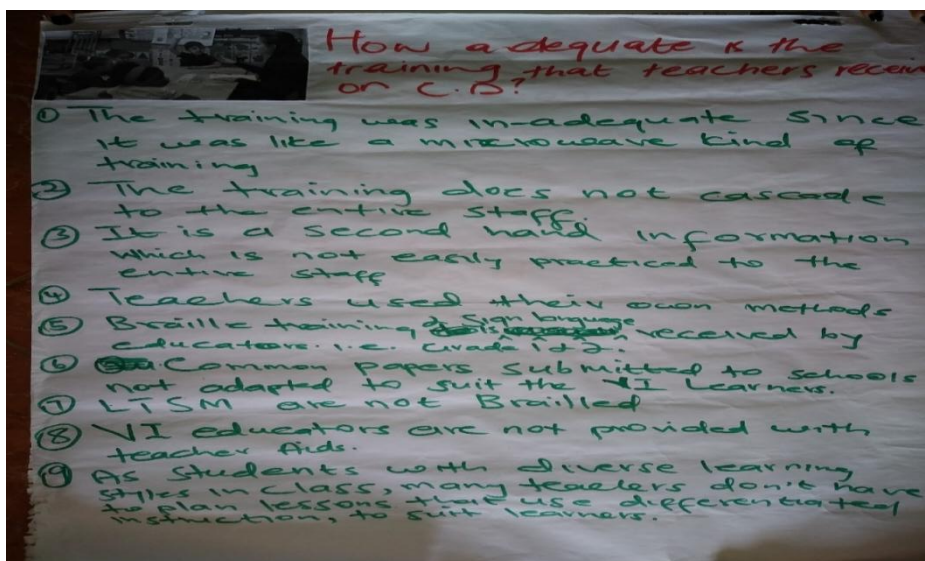 How adequate is the
training that teachers receive
on C.D?
① The training was in-adequate since
it was like a microwave kind of
training
② The training does not cascade
to the entire staff.
③ It is a second hand information
which is not easily practiced to the
entire staff
④ Teachers used their own methods
⑤ Braille training & Sign language received by
educators. i.e. Grade 1+2.
⑥ Common papers submitted to schools
not adapted to suit the VI Learners.
⑦ LTSM are not Brailled
⑧ VI educators are not provided with
teacher Aids.
⑨ As students with diverse learning
styles in class, many teachers don't have
to plan lessons that use differentiated
instruction, to suit learners.